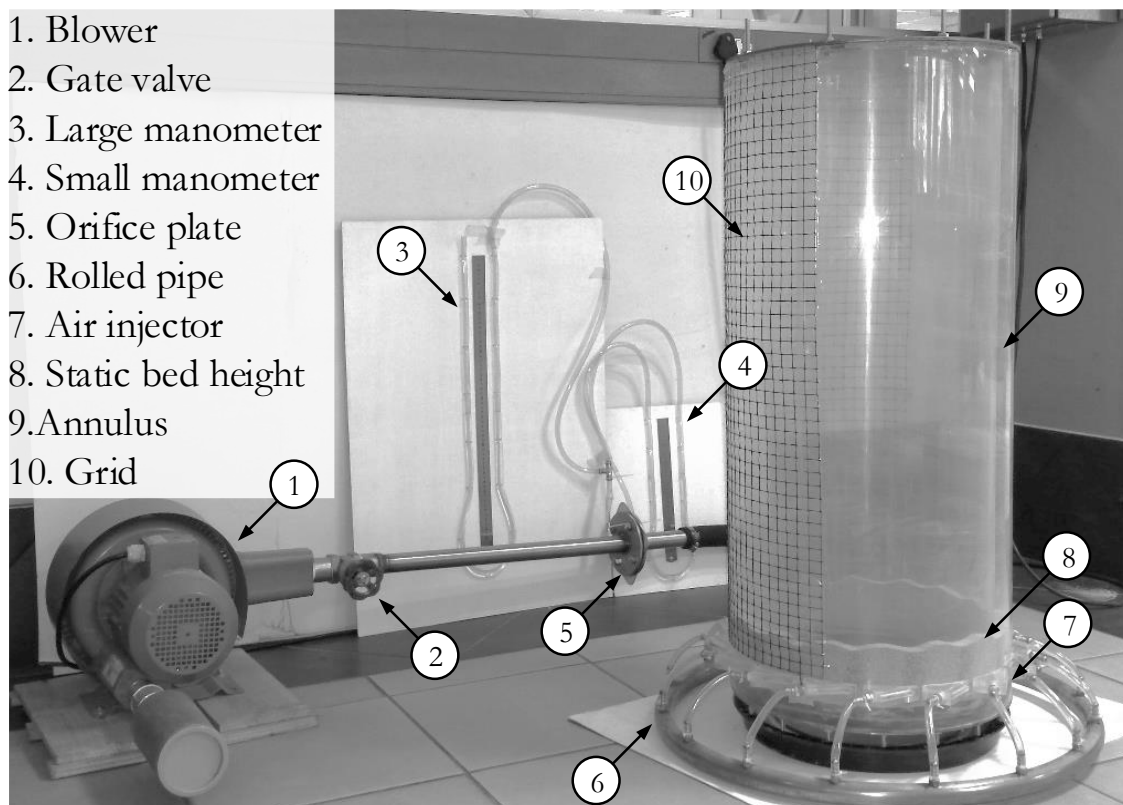 1. Blower
2. Gate valve
3. Large manometer
4. Small manometer
5. Orifice plate
6. Rolled pipe
7. Air injector
8. Static bed height
9.Annulus
10. Grid
10
3
9
4
1
8
7
2
5
6